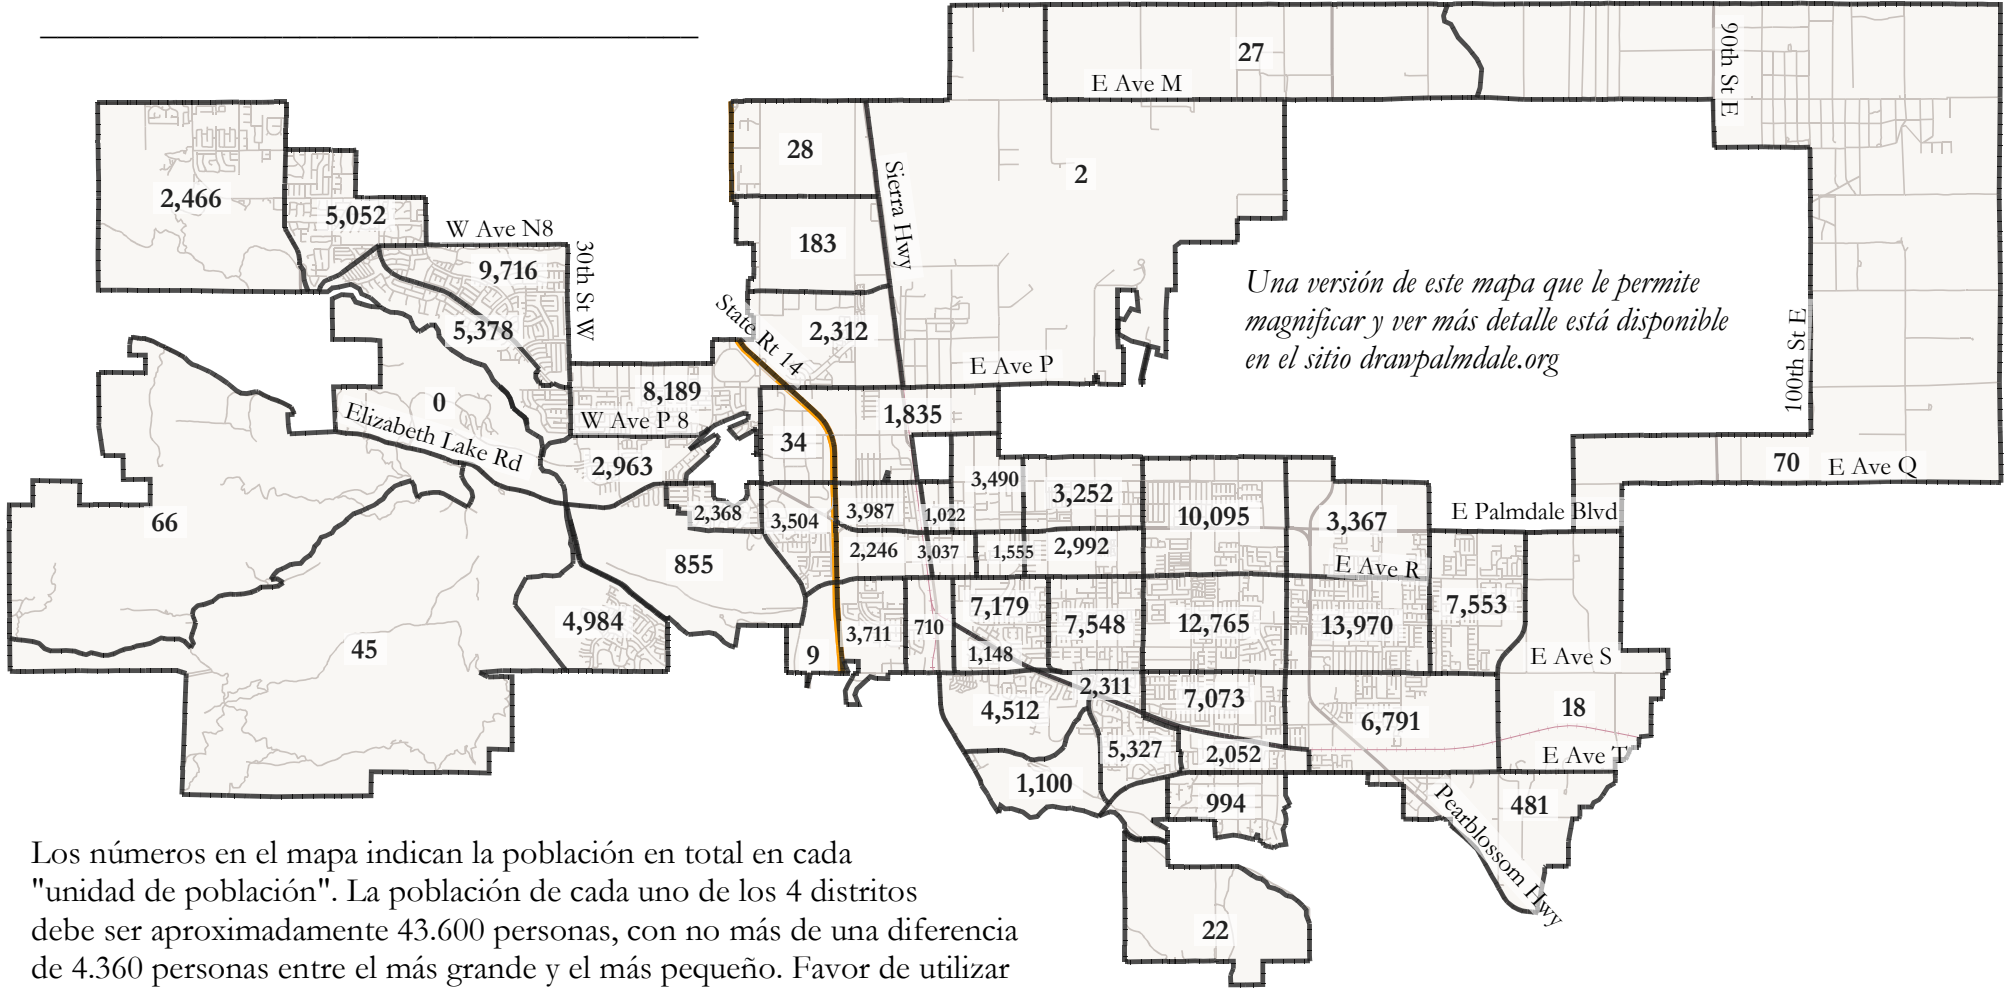 27
90th St E
E Ave M
28
2
2,466
Sierra Hwy
5,052
W Ave N8
183
30th St W
9,716
Una versión de este mapa que le permite
magnificar y ver más detalle está disponible
en el sitio drawpalmdale.org
State Rt 14
5,378
2,312
E Ave P
100th St E
8,189
0
1,835
W Ave P 8
Elizabeth Lake Rd
34
2,963
70
E Ave Q
3,490
3,252
66
2,368
3,504
3,987
1,022
10,095
3,367
E Palmdale Blvd
2,246
3,037
1,555
2,992
855
E Ave R
7,179
7,553
4,984
3,711
710
7,548
12,765
13,970
45
9
1,148
E Ave S
2,311
4,512
7,073
6,791
18
5,327
2,052
E Ave T
1,100
994
Pearblossom Hwy
481
22
Los números en el mapa indican la población en total en cada
"unidad de población". La población de cada uno de los 4 distritos
debe ser aproximadamente 43.600 personas, con no más de una diferencia
de 4.360 personas entre el más grande y el más pequeño. Favor de utilizar